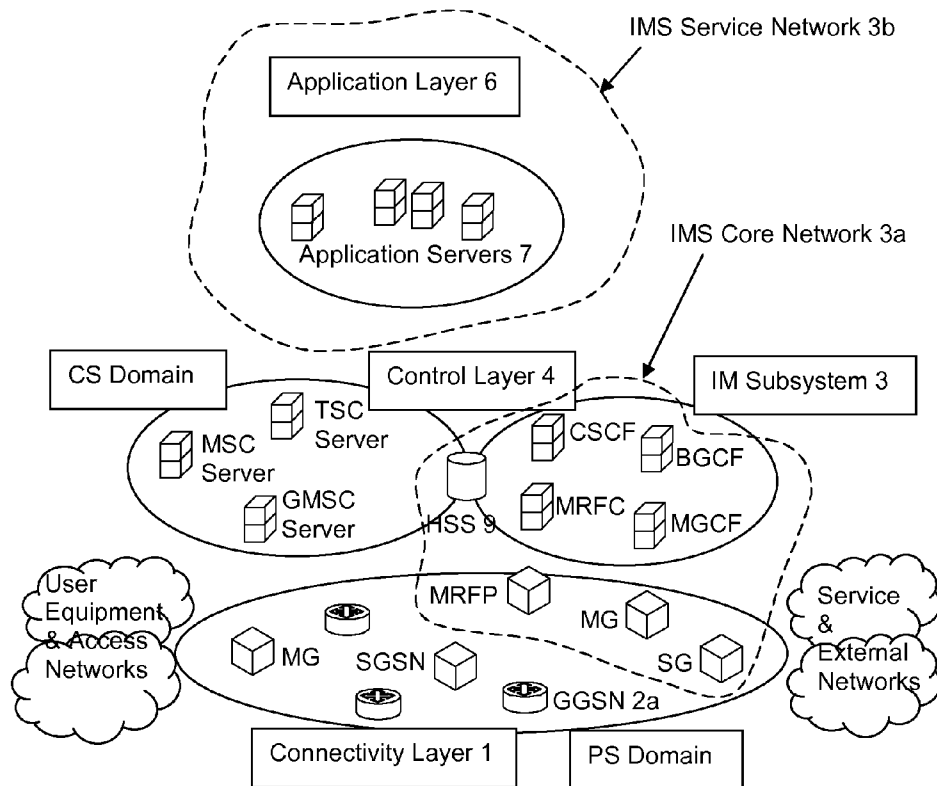 IMS Service Network 3b
Application Layer 6
Application Servers 7
IMS Core Network 3a
CS Domain
Control Layer 4
IM Subsystem 3
TSC
Server
MSC
Server
GMSC
Server
HSS 9
CSCF
BGCF
MRFC
MGCF
User
Equipment
& Access
Networks
MRFP
MG
SG
MG
SGSN
GGSN 2a
Service
&
External
Networks
Connectivity Layer 1
PS Domain